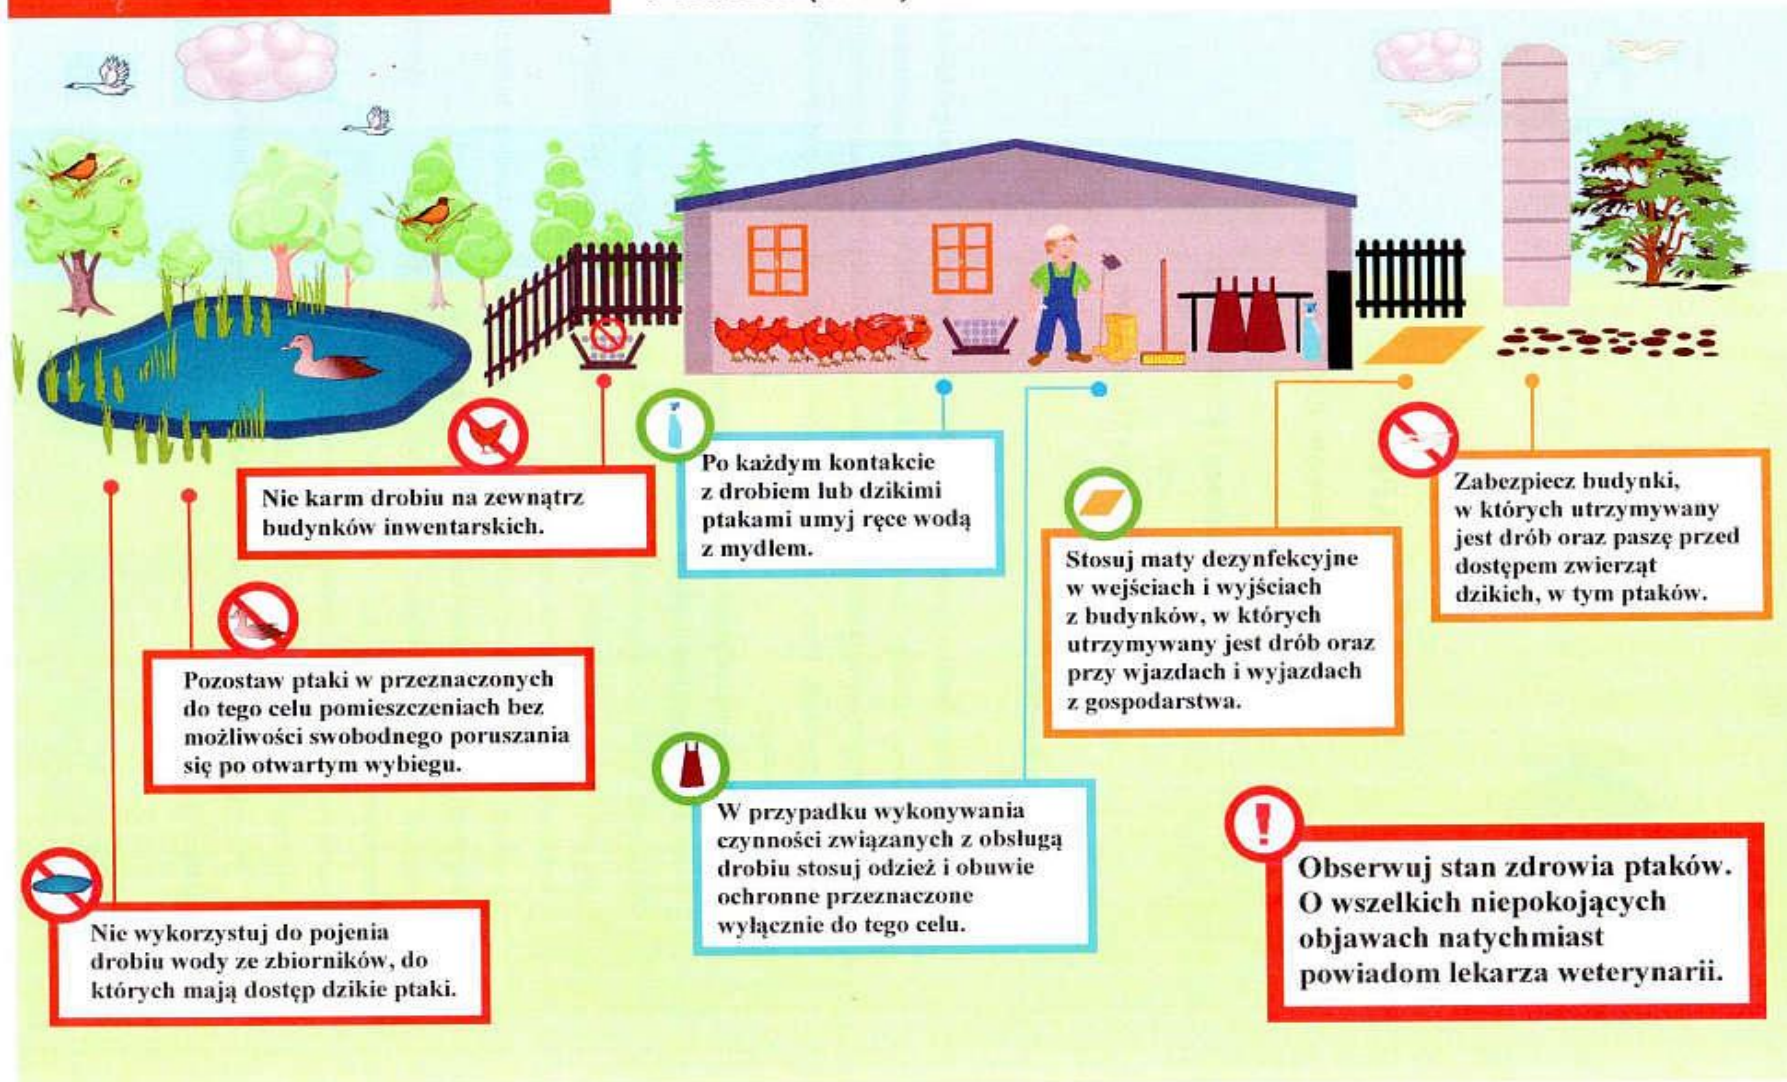 Nie karm drobiu na zewnątrz
budynków inwentarskich.
Po każdym kontakcie
z drobiem lub dzikimi
ptakami umyj ręce wodą
z mydłem.
Stosuj maty dezynfekcyjne
w wejściach i wyjściach
z budynków, w których
utrzymywany jest drób oraz
przy wjazdach i wyjazdach
z gospodarstwa.
Zabezpiecz budynki,
w których utrzymywany
jest drób oraz paszę przed
dostępem zwierząt
dzikich, w tym ptaków.
Pozostaw ptaki w przeznaczonych
do tego celu pomieszczeniach bez
możliwości swobodnego poruszania
się po otwartym wybiegu.
W przypadku wykonywania
czynności związanych z obsługą
drobiu stosuj odzież i obuwie
ochronne przeznaczone
wyłącznie do tego celu.
Nie wykorzystuj do pojenia
drobiu wody ze zbiorników, do
których mają dostęp dzikie ptaki.
Obserwuj stan zdrowia ptaków.
O wszelkich niepokojących
objawach natychmiast
powiadom lekarza weterynarii.